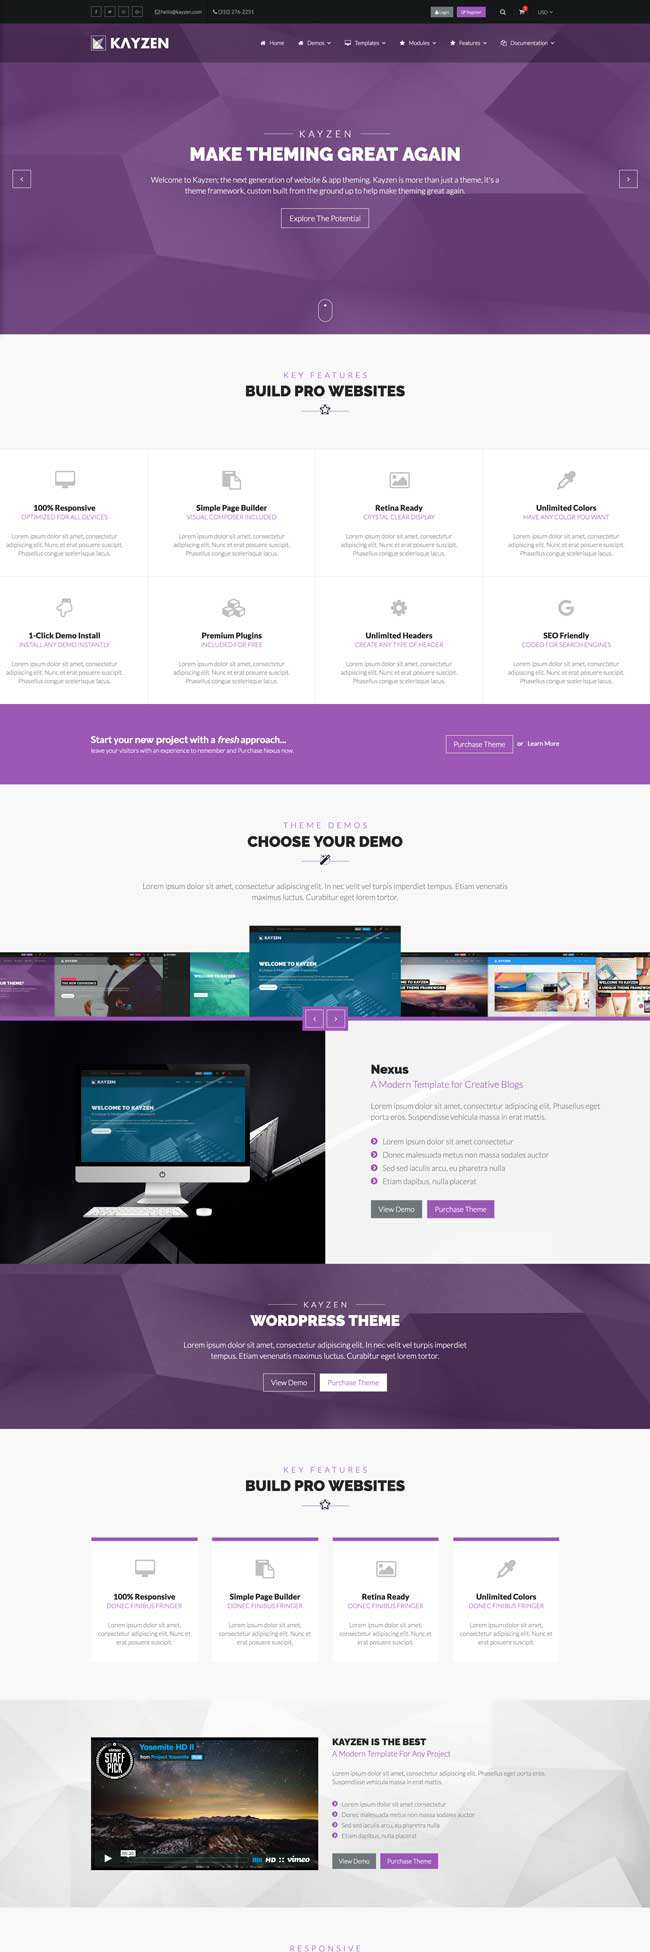 hello@kayzen.com
(310) 276-2251
Login
Register
USD
KAYZEN
Home
Demos
Templates
Modules
Features
Documentation
KAYZEN
MAKE THEMING GREAT AGAIN
Welcome to Kayzen; the next generation of website & app theming. Kayzen is more than just a theme, it's a
theme framework, custom built from the ground up to help make theming great again.
Explore The Potential
KEY FEATURES
BUILD PRO WEBSITES
100% Responsive
OPTIMIZED FOR ALL DEVICES
Lorem ipsum dolor sit amet, consectetur
adipiscing elit. Nunc et erat posuere suscipit.
Phasellus congue scelerisque lacus.
Simple Page Builder
VISUAL COMPOSER INCLUDED
Lorem ipsum dolor sit amet, consectetur
adipiscing elit. Nunc et erat posuere suscipit.
Phasellus congue scelerisque lacus.
Retina Ready
CRYSTAL CLEAR DISPLAY
Lorem ipsum dolor sit amet, consectetur
adipiscing elit. Nunc et erat posuere suscipit.
Phasellus congue scelerisque lacus.
Unlimited Colors
HAVE ANY COLOR YOU WANT
Lorem ipsum dolor sit amet, consectetur
adipiscing elit. Nunc et erat posuere suscipit.
Phasellus congue scelerisque lacus.
1-Click Demo Install
INSTALL ANY DEMO INSTANTLY
Lorem ipsum dolor sit amet, consectetur
adipiscing elit. Nunc et erat posuere suscipit.
Phasellus congue scelerisque lacus.
Premium Plugins
INCLUDED FOR FREE
Lorem ipsum dolor sit amet, consectetur
adipiscing elit. Nunc et erat posuere suscipit.
Phasellus congue scelerisque lacus.
Unlimited Headers
CREATE ANY TYPE OF HEADER
Lorem ipsum dolor sit amet, consectetur
adipiscing elit. Nunc et erat posuere suscipit.
Phasellus congue scelerisque lacus.
SEO Friendly
CODED FOR SEARCH ENGINES
Lorem ipsum dolor sit amet, consectetur
adipiscing elit. Nunc et erat posuere suscipit.
Phasellus congue scelerisque lacus.
Start your new project with a fresh approach...
leave your visitors with an experience to remember and Purchase Nexus now.
Purchase Theme
or
Learn More
THEME DEMOS
CHOOSE YOUR DEMO
Lorem ipsum dolor sit amet, consectetur adipiscing elit. In nec velit vel turpis imperdiet tempus. Etiam venenatis
maximus luctus. Curabitur eget lorem tortor.
KAYZEN
WELCOME TO KAYZEN
THE NEW EXPERIENCE
WELCOME TO KAYZEN
WELCOME TO KAYZEN
A UNIQUE THEME FRAMEWORK
WELCOME TO KAYZEN
A UNIQUE THEME FRAMEWORK
KAYZEN
WELCOME TO KAYZEN
Nexus
A Modern Template for Creative Blogs
Lorem ipsum dolor sit amet, consectetur adipiscing elit. Phasellus eget
porta eros. Suspendisse vehicula massa in erat mattis.
Lorem ipsum dolor sit amet consectetur
Donec malesuada metus non massa sodales auctor
Sed sed iaculis arcu, eu pharetra nulla
Etiam dapibus, nulla placerat
View Demo
Purchase Theme
KAYZEN
WORDPRESS THEME
Lorem ipsum dolor sit amet, consectetur adipiscing elit. In nec velit vel turpis imperdiet
tempus. Etiam venenatis maximus luctus. Curabitur eget lorem tortor.
View Demo
Purchase Theme
KEY FEATURES
BUILD PRO WEBSITES
100% Responsive
DONEC FINIBUS FRINGER
Lorem ipsum dolor sit amet,
consectetur adipiscing elit. Nunc et
erat posuere suscipit
Simple Page Builder
DONEC FINIBUS FRINGER
Lorem ipsum dolor sit amet,
consectetur adipiscing elit. Nunc et
erat posuere suscipit
Retina Ready
DONEC FINIBUS FRINGER
Lorem ipsum dolor sit amet,
consectetur adipiscing elit. Nunc et
erat posuere suscipit
Unlimited Colors
DONEC FINIBUS FRINGER
Lorem ipsum dolor sit amet,
consectetur adipiscing elit. Nunc et
erat posuere suscipit
vimeo
STAFF
PICK
Yosemite HD II
from Project Yosemite PLUS
HD
vimeo
KAYZEN IS THE BEST
A Modern Template For Any Project
Lorem ipsum dolor sit amet, consectetur adipiscing elit. Phasellus eget porta eros.
Suspendisse vehicula massa in erat mattis.
Lorem ipsum dolor sit amet consectetur
Donec malesuada metus non massa sodales auctor
Sed sed iaculis arcu, eu pharetra nulla
Etiam dapibus, nulla placerat
View Demo
Purchase Theme
RESPONSIVE